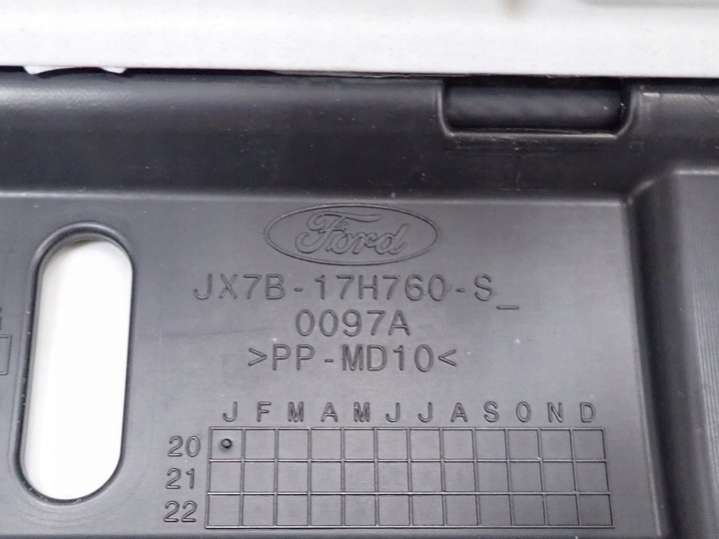 Ford
JX7B-17H760-S_
0097A
>PP-MD10<
J F M A M J J A S O N D
20
21
22